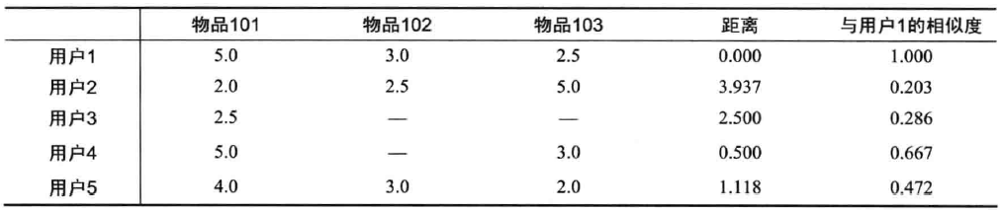 物品101 物品102 物品103 距离 与用户1的相似度
用户1 5.0 3.0 2.5 0.000 1.000
用户2 2.0 2.5 5.0 3.937 0.203
用户3 2.5 — — 2.500 0.286
用户4 5.0 — 3.0 0.500 0.667
用户5 4.0 3.0 2.0 1.118 0.472